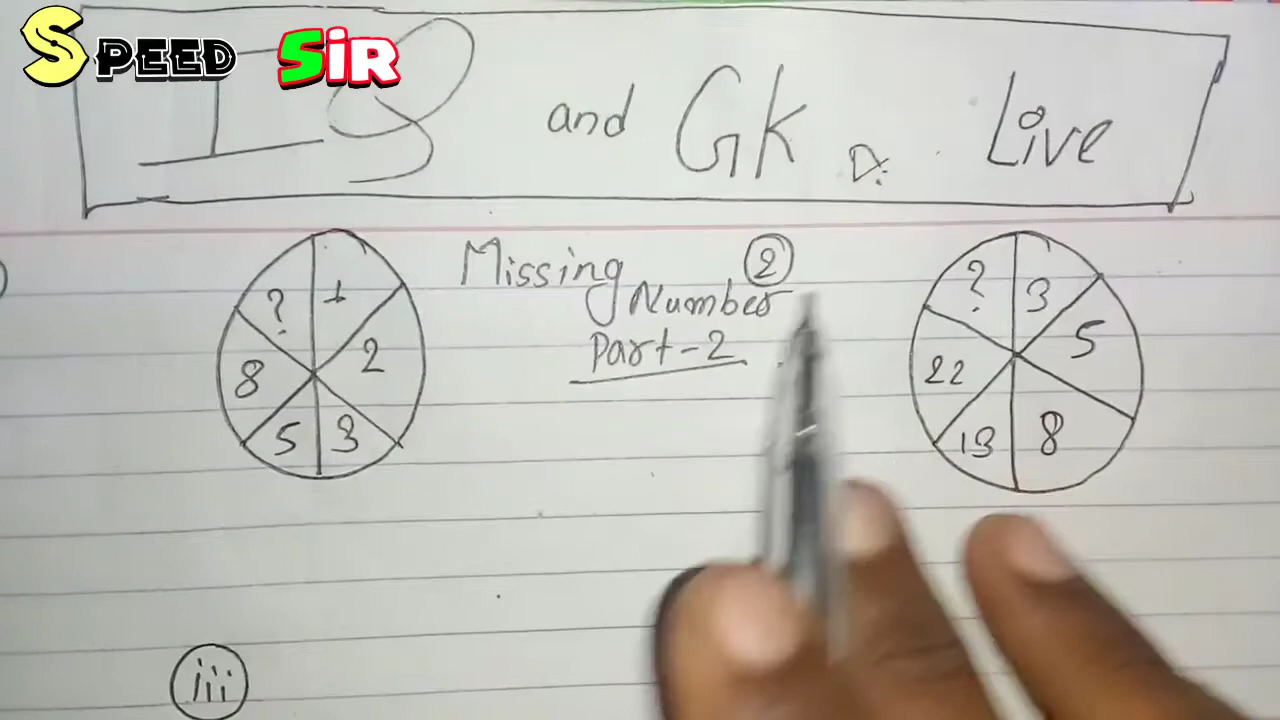 SPEED SiR
IS and GK Live
Missing
Number
Part-2
2
? 1 2 3 5 8
? 3 5 8 13 22
iii